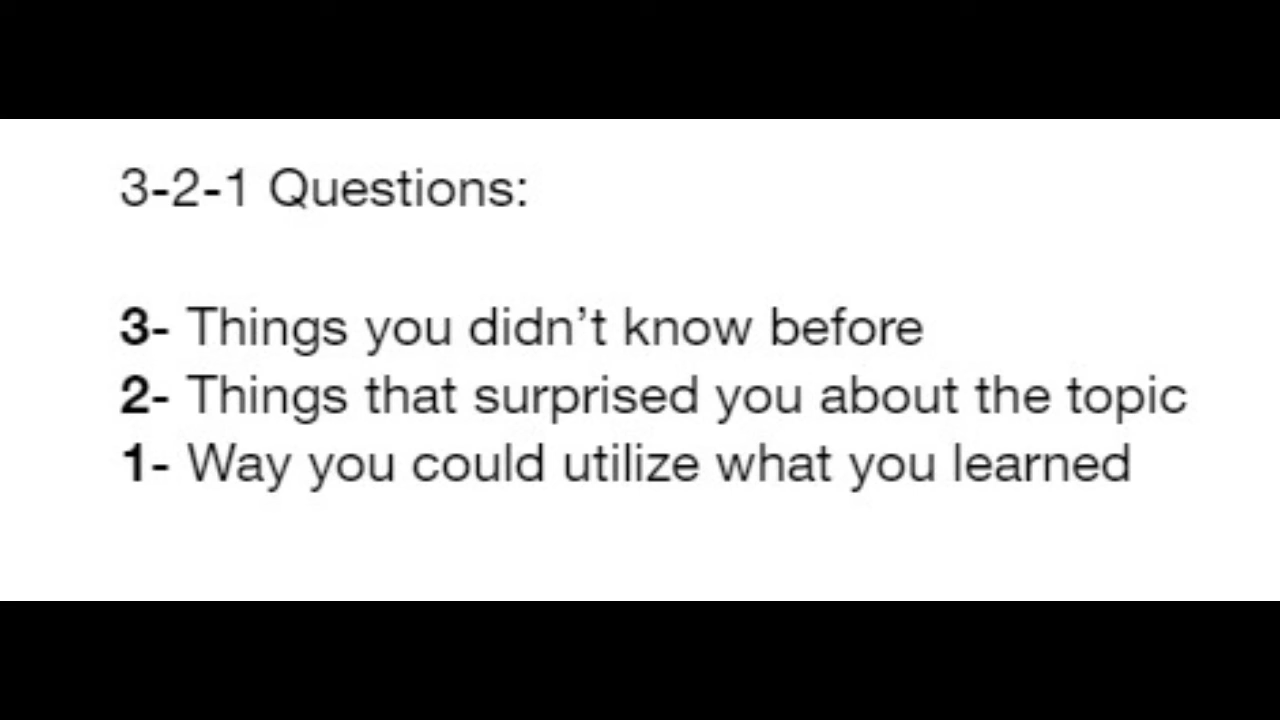 3-2-1 Questions:
3- Things you didn’t know before
2- Things that surprised you about the topic
1- Way you could utilize what you learned